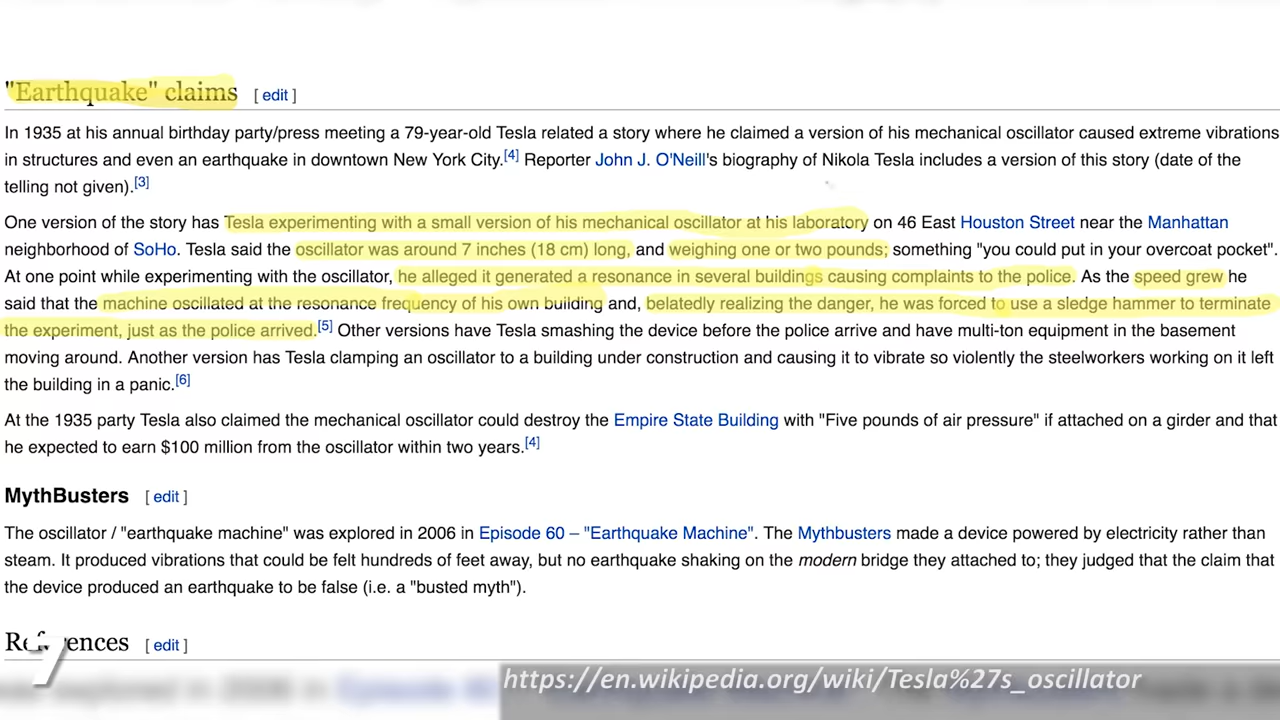 "Earthquake" claims [ edit ]
In 1935 at his annual birthday party/press meeting a 79-year-old Tesla related a story where he claimed a version of his mechanical oscillator caused extreme vibrations
in structures and even an earthquake in downtown New York City.[4] Reporter John J. O'Neill's biography of Nikola Tesla includes a version of this story (date of the
telling not given).[3]
One version of the story has Tesla experimenting with a small version of his mechanical oscillator at his laboratory on 46 East Houston Street near the Manhattan
neighborhood of SoHo. Tesla said the oscillator was around 7 inches (18 cm) long, and weighing one or two pounds; something "you could put in your overcoat pocket".
At one point while experimenting with the oscillator, he alleged it generated a resonance in several buildings causing complaints to the police. As the speed grew he
said that the machine oscillated at the resonance frequency of his own building and, belatedly realizing the danger, he was forced to use a sledge hammer to terminate
the experiment, just as the police arrived.[5] Other versions have Tesla smashing the device before the police arrive and have multi-ton equipment in the basement
moving around. Another version has Tesla clamping an oscillator to a building under construction and causing it to vibrate so violently the steelworkers working on it left
the building in a panic.[6]
At the 1935 party Tesla also claimed the mechanical oscillator could destroy the Empire State Building with "Five pounds of air pressure" if attached on a girder and that
he expected to earn $100 million from the oscillator within two years.[4]
MythBusters [ edit ]
The oscillator / "earthquake machine" was explored in 2006 in Episode 60 – "Earthquake Machine". The Mythbusters made a device powered by electricity rather than
steam. It produced vibrations that could be felt hundreds of feet away, but no earthquake shaking on the modern bridge they attached to; they judged that the claim that
the device produced an earthquake to be false (i.e. a "busted myth").
References [ edit ]
7
https://en.wikipedia.org/wiki/Tesla%27s_oscillator